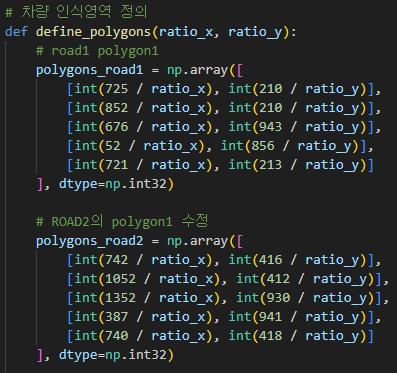 # 차량 인식영역 정의
def define_polygons(ratio_x, ratio_y):
    # road1 polygon1
    polygons_road1 = np.array([
        [int(725 / ratio_x), int(210 / ratio_y)],
        [int(852 / ratio_x), int(210 / ratio_y)],
        [int(676 / ratio_x), int(943 / ratio_y)],
        [int(52 / ratio_x), int(856 / ratio_y)],
        [int(721 / ratio_x), int(213 / ratio_y)]
    ], dtype=np.int32)

    # ROAD2의 polygon1 수정
    polygons_road2 = np.array([
        [int(742 / ratio_x), int(416 / ratio_y)],
        [int(1052 / ratio_x), int(412 / ratio_y)],
        [int(1352 / ratio_x), int(930 / ratio_y)],
        [int(387 / ratio_x), int(941 / ratio_y)],
        [int(740 / ratio_x), int(418 / ratio_y)]
    ], dtype=np.int32)